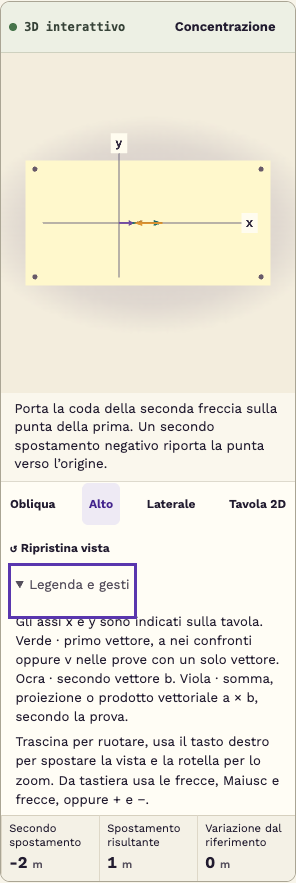 3D interattivo
Concentrazione
y
x
Porta la coda della seconda freccia sulla
punta della prima. Un secondo
spostamento negativo riporta la punta
verso l’origine.
Obliqua
Alto
Laterale
Tavola 2D
↺ Ripristina vista
▼ Legenda e gesti
Gli assi x e y sono indicati sulla tavola.
Verde · primo vettore, a nei confronti
oppure v nelle prove con un solo vettore.
Ocra · secondo vettore b. Viola · somma,
proiezione o prodotto vettoriale a × b,
secondo la prova.
Trascina per ruotare, usa il tasto destro
per spostare la vista e la rotella per lo
zoom. Da tastiera usa le frecce, Maiusc e
frecce, oppure + e −.
Secondo
spostamento
-2 m
Spostamento
risultante
1 m
Variazione dal
riferimento
0 m